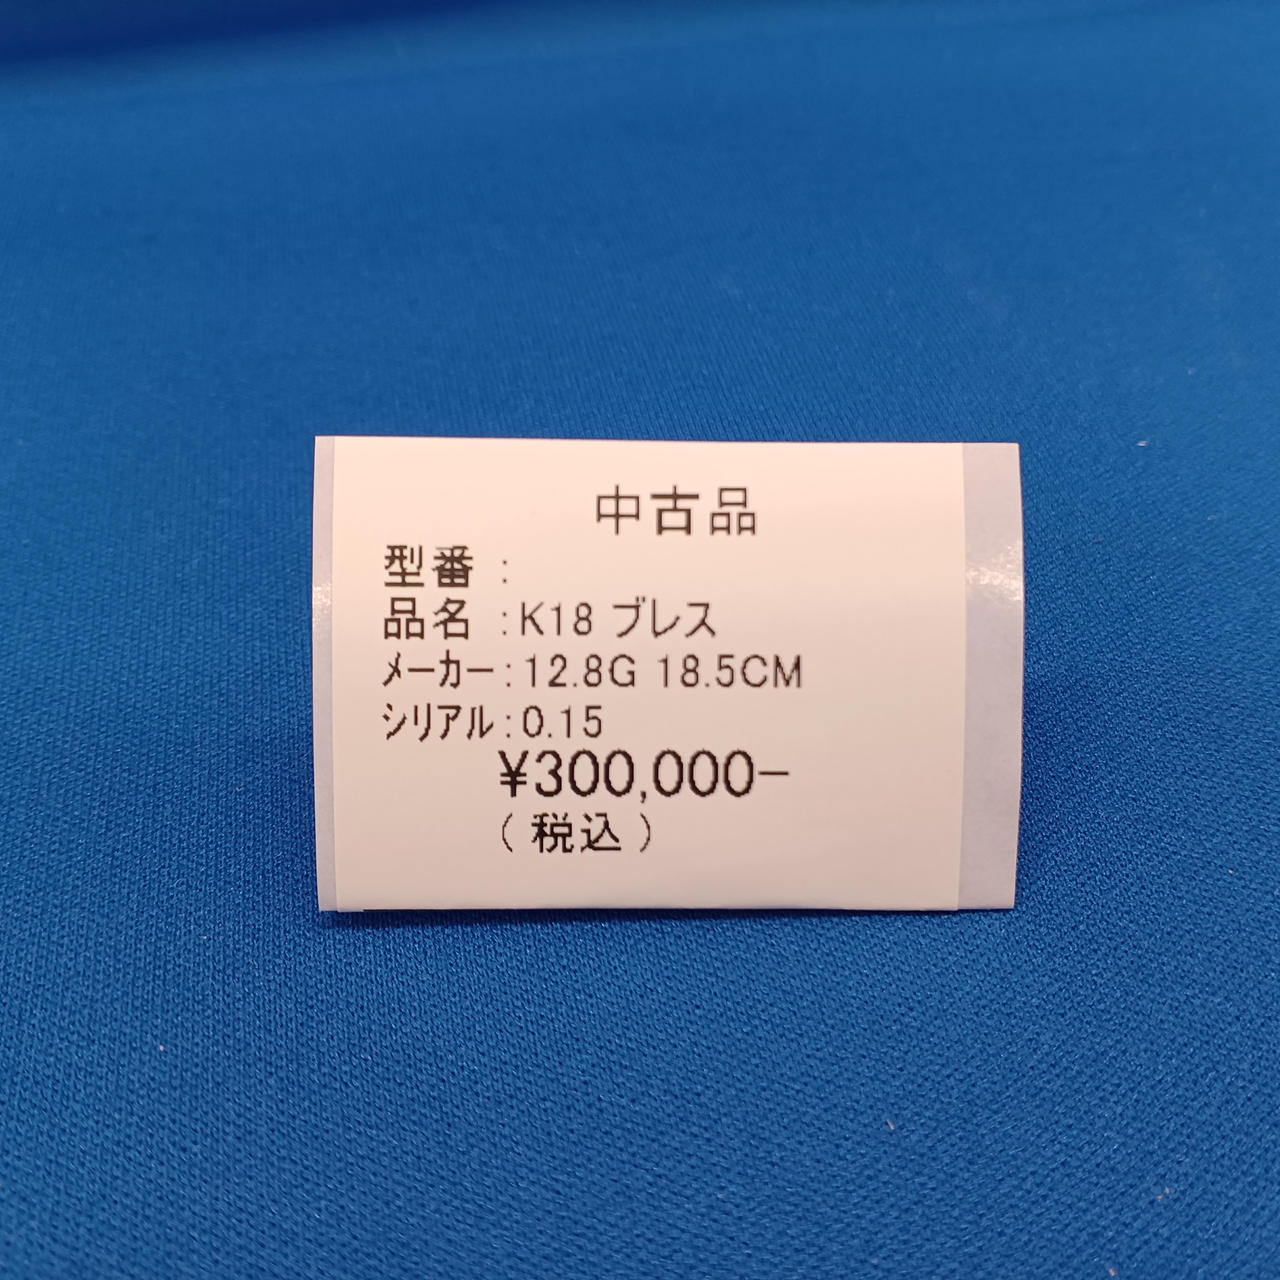 中古品
型番 :
品名 :K18 ブレス
メーカー:12.8G 18.5CM
シリアル:0.15
¥300,000-
(税込)